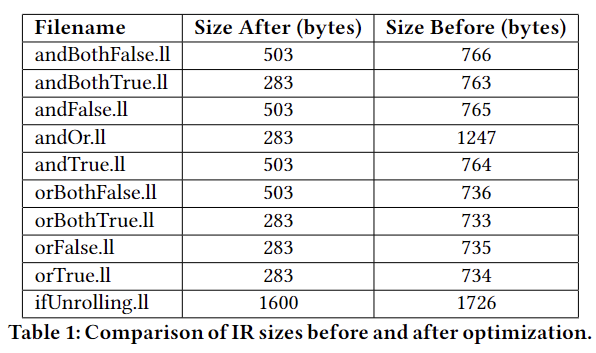 Filename Size After (bytes) Size Before (bytes)
andBothFalse.ll 503 766
andBothTrue.ll 283 763
andFalse.ll 503 765
andOr.ll 283 1247
andTrue.ll 503 764
orBothFalse.ll 503 736
orBothTrue.ll 283 733
orFalse.ll 283 735
orTrue.ll 283 734
ifUnrolling.ll 1600 1726
Table 1: Comparison of IR sizes before and after optimization.